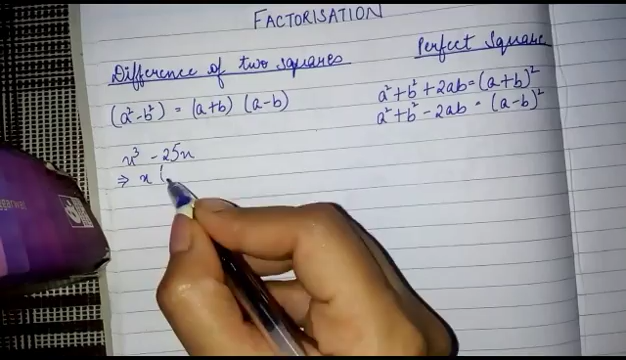 FACTORISATION
Difference of two squares
(a²-b²) = (a+b) (a-b)
x³ - 25x
⇒ x (
Perfect Square
a²+b²+2ab=(a+b)²
a²+b²-2ab = (a-b)²